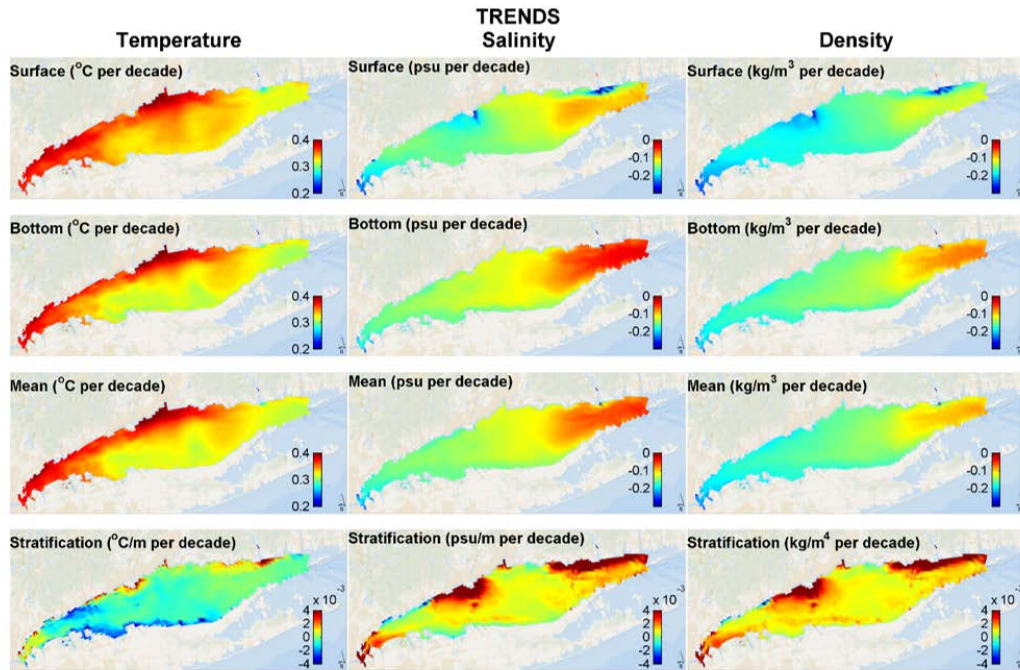 TRENDS
Temperature Salinity Density
Surface (°C per decade) Surface (psu per decade) Surface (kg/m³ per decade)
0.4 0 0
0.3 -0.1 -0.1
0.2 -0.2 -0.2
Bottom (°C per decade) Bottom (psu per decade) Bottom (kg/m³ per decade)
0.4 0 0
0.3 -0.1 -0.1
0.2 -0.2 -0.2
Mean (°C per decade) Mean (psu per decade) Mean (kg/m³ per decade)
0.4 0 0
0.3 -0.1 -0.1
0.2 -0.2 -0.2
Stratification (°C/m per decade) Stratification (psu/m per decade) Stratification (kg/m⁴ per decade)
x 10⁻³ x 10⁻³ x 10⁻³
4 4 4
2 2 2
0 0 0
-2 -2 -2
-4 -4 -4